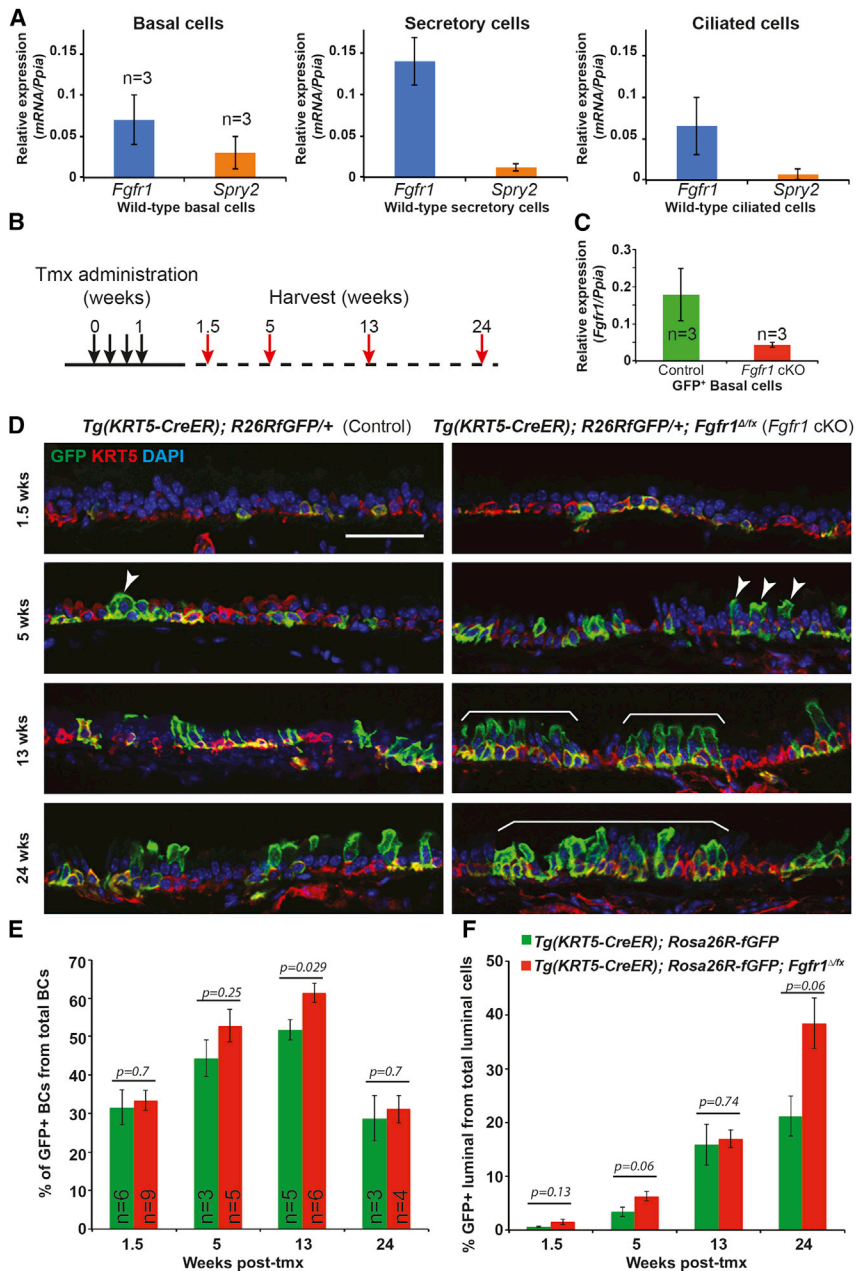 A
Basal cells
Relative expression
(mRNA/Ppia)
0.15
0.1
0.05
0
n=3
n=3
Fgfr1
Spry2
Wild-type basal cells
Secretory cells
Relative expression
(mRNA/Ppia)
0.15
0.1
0.05
0
Fgfr1
Spry2
Wild-type secretory cells
Ciliated cells
Relative expression
(mRNA/Ppia)
0.15
0.1
0.05
0
Fgfr1
Spry2
Wild-type ciliated cells
B
Tmx administration
(weeks)
Harvest (weeks)
0
1
1.5
5
13
24
C
Relative expression
(Fgfr1/Ppia)
0.3
0.2
0.1
0
n=3
n=3
Control
Fgfr1 cKO
GFP+ Basal cells
D
Tg(KRT5-CreER); R26RfGFP/+ (Control)
Tg(KRT5-CreER); R26RfGFP/+; Fgfr1Δ/fx (Fgfr1 cKO)
GFP KRT5 DAPI
1.5 wks
5 wks
13 wks
24 wks
E
% of GFP+ BCs from total BCs
70
60
50
40
30
20
10
0
p=0.7
p=0.25
p=0.029
p=0.7
n=6
n=9
n=3
n=5
n=5
n=6
n=3
n=4
1.5
5
13
24
Weeks post-tmx
F
Tg(KRT5-CreER); Rosa26R-fGFP
Tg(KRT5-CreER); Rosa26R-fGFP; Fgfr1Δ/fx
% GFP+ luminal from total luminal cells
50
40
30
20
10
0
p=0.13
p=0.06
p=0.74
p=0.06
1.5
5
13
24
Weeks post-tmx